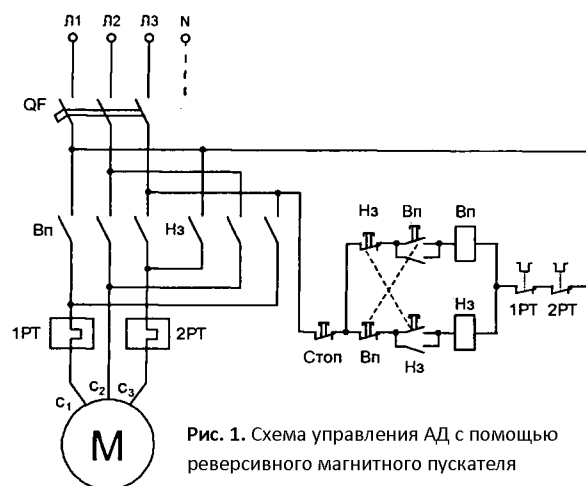 Л1 Л2 Л3 N
QF
Вп Нз
Нз Вп Вп
1РТ 2РТ
Стоп Вп Нз Нз
1РТ 2РТ
С1 С2 С3
М
Рис. 1. Схема управления АД с помощью
реверсивного магнитного пускателя